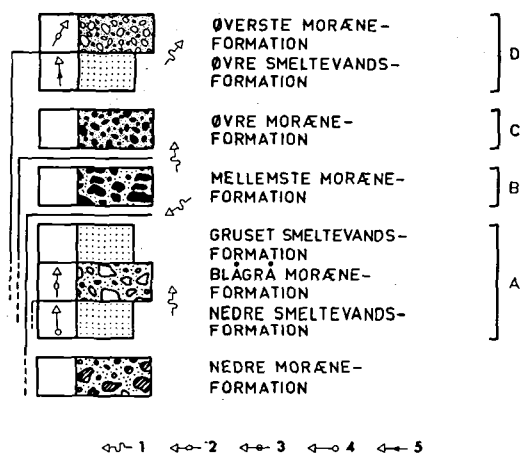 ØVERSTE MORÆNE-
FORMATION
ØVRE SMELTEVANDS-
FORMATION
D
ØVRE MORÆNE-
FORMATION
C
MELLEMSTE MORÆNE-
FORMATION
B
GRUSET SMELTEVANDS-
FORMATION
BLÅGRÅ MORÆNE-
FORMATION
NEDRE SMELTEVANDS-
FORMATION
A
NEDRE MORÆNE-
FORMATION
1 2 3 4 5